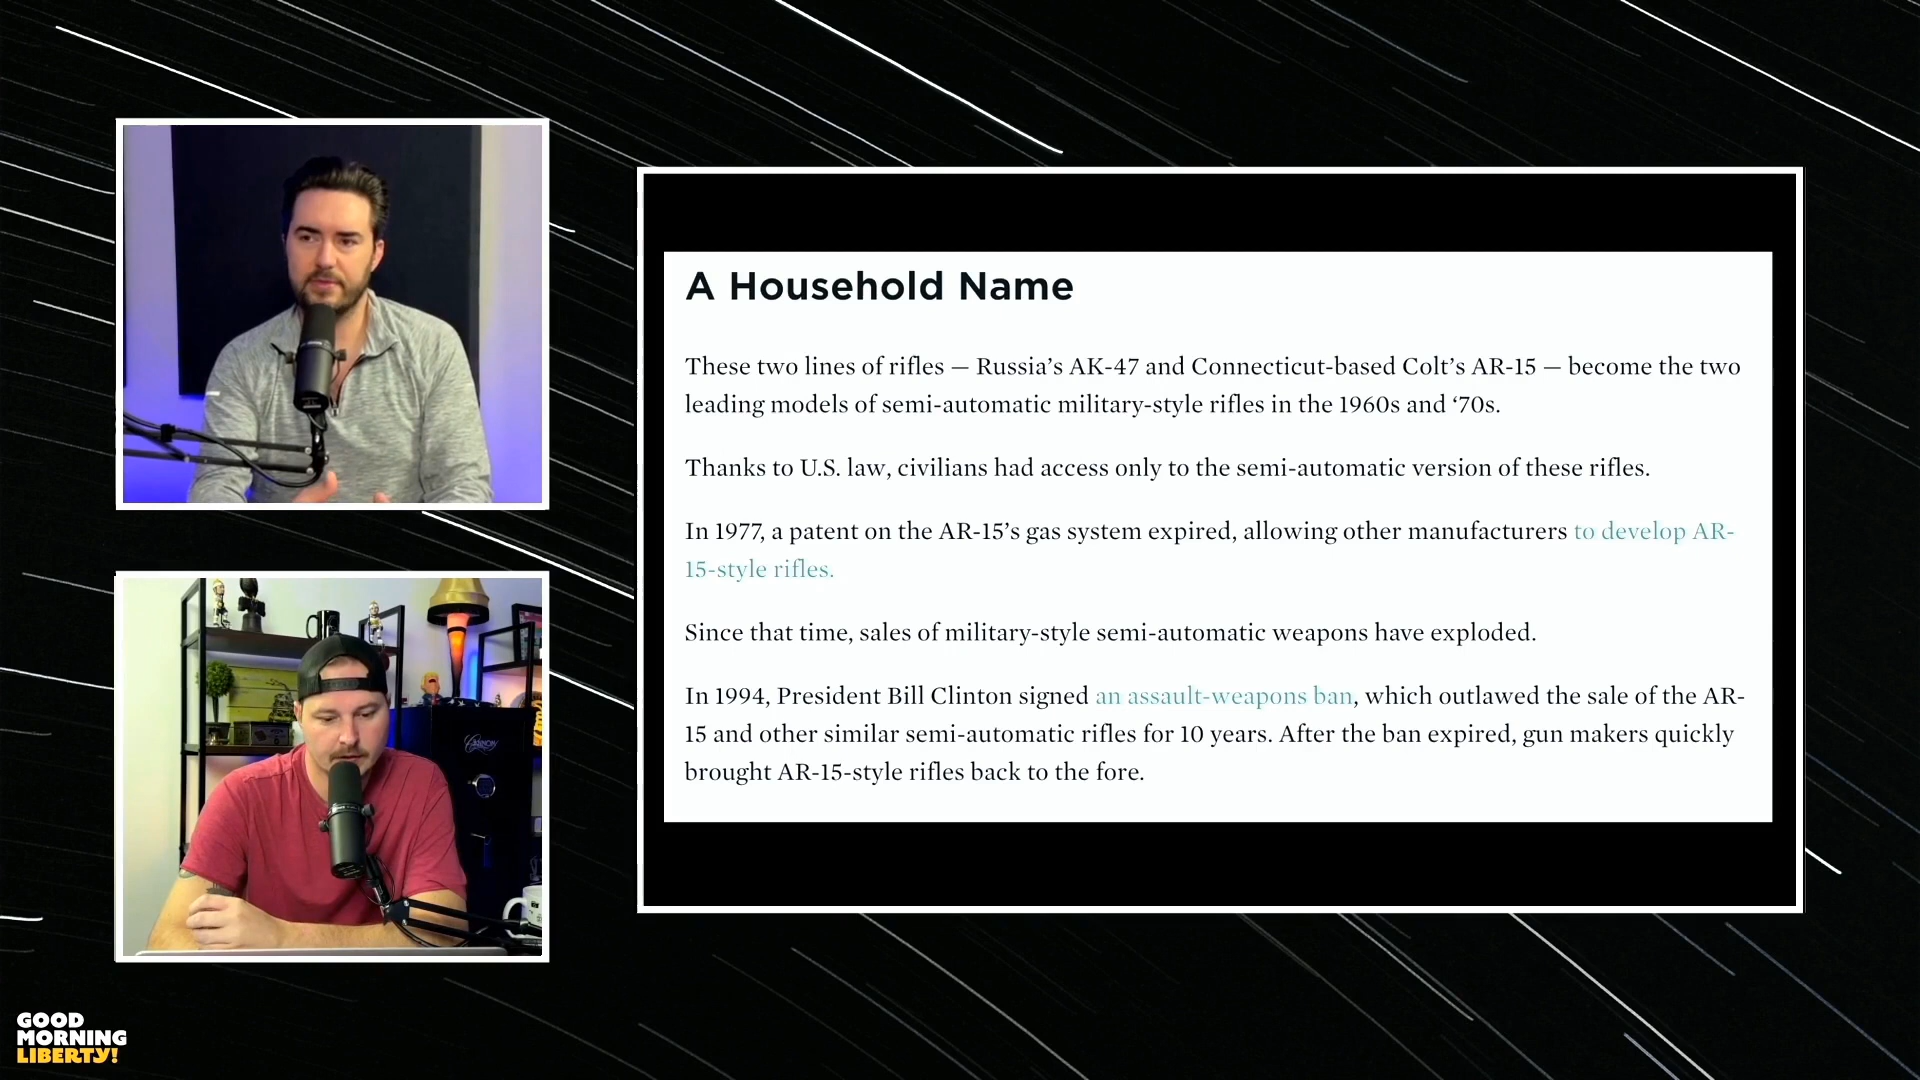 A Household Name
These two lines of rifles — Russia’s AK-47 and Connecticut-based Colt’s AR-15 — become the two
leading models of semi-automatic military-style rifles in the 1960s and ‘70s.
Thanks to U.S. law, civilians had access only to the semi-automatic version of these rifles.
In 1977, a patent on the AR-15’s gas system expired, allowing other manufacturers to develop AR-
15-style rifles.
Since that time, sales of military-style semi-automatic weapons have exploded.
In 1994, President Bill Clinton signed an assault-weapons ban, which outlawed the sale of the AR-
15 and other similar semi-automatic rifles for 10 years. After the ban expired, gun makers quickly
brought AR-15-style rifles back to the fore.
CANNON
GOOD
MORNING
LIBERTY!